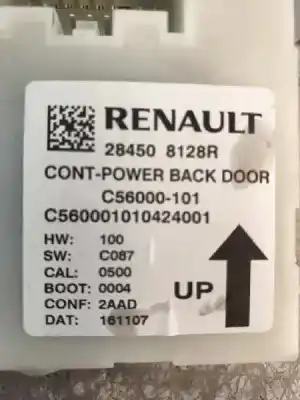 RENAULT
28450 8128R
CONT-POWER BACK DOOR
C56000-101
C560001010424001
HW: 100
SW: C087
CAL: 0500
BOOT: 0004
CONF: 2AAD
DAT: 161107
UP